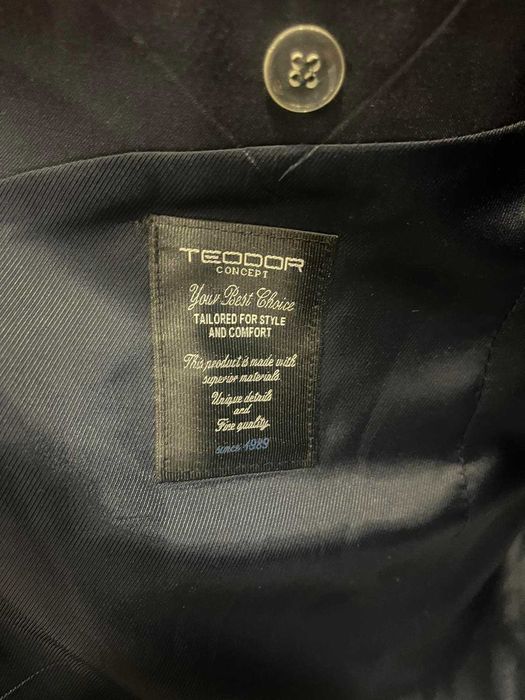 TEODOR
CONCEPT
Your Best Choice
TAILORED FOR STYLE
AND COMFORT
This product is made with
superior materials.
Unique details
and
Fine quality
since 1989